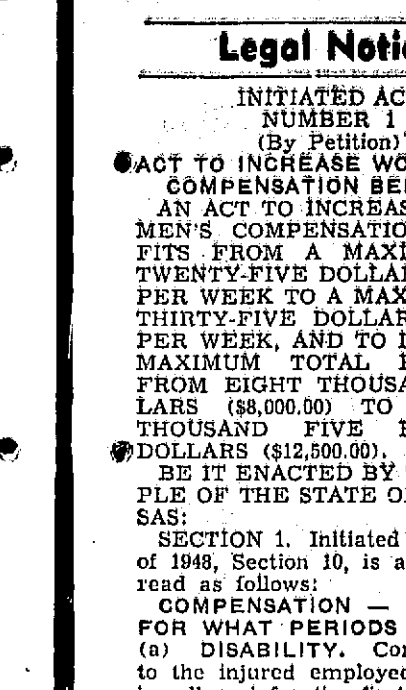 Legal Notic
INITIATED AC
NUMBER 1
(By Petition)
ACT TO INCREASE WO
COMPENSATION BE
AN ACT TO INCREAS
MEN'S COMPENSATIO
FITS FROM A MAXI
TWENTY-FIVE DOLLAR
PER WEEK TO A MAX
THIRTY-FIVE DOLLAR
PER WEEK, AND TO I
MAXIMUM TOTAL
FROM EIGHT THOUSA
LARS ($8,000.00) TO
THOUSAND FIVE
DOLLARS ($12,500.00).
BE IT ENACTED BY
PLE OF THE STATE O
SAS:
SECTION 1. Initiated
of 1948, Section 10, is a
read as follows:
COMPENSATION —
FOR WHAT PERIODS
(a) DISABILITY. Co
to the injured employee